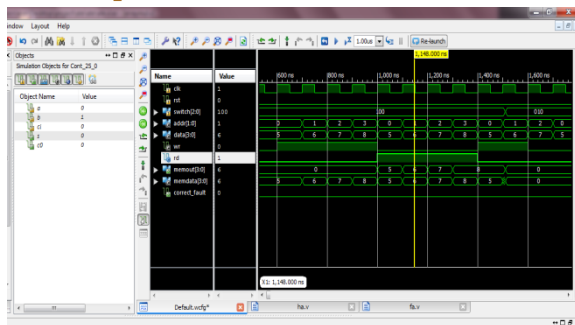 indow Layout Help
1.00us Re-launch
Objects
Simulation Objects for Cont_25_0
Object Name Value
a 0
b 1
ci 0
s 0
c0 0
Name Value
1,148.000 ns
600 ns 800 ns 1,000 ns 1,200 ns 1,400 ns 1,600 ns
clk 1
rst 0
switch[2:0] 100 100 010
addr[1:0] 1 0 1 2 3 0 1 2 3 0 1 2 0
data[3:0] 6 5 6 7 8 5 6 7 8 5 6 7 5
wr 0
rd 1
memout[3:0] 6 0 5 6 7 8 0
memdata[3:0] 6 5 6 7 8 5 6 7 8 5 0
correct_fault 0
X1: 1,148.000 ns
Default.wcfg* ha.v fa.v